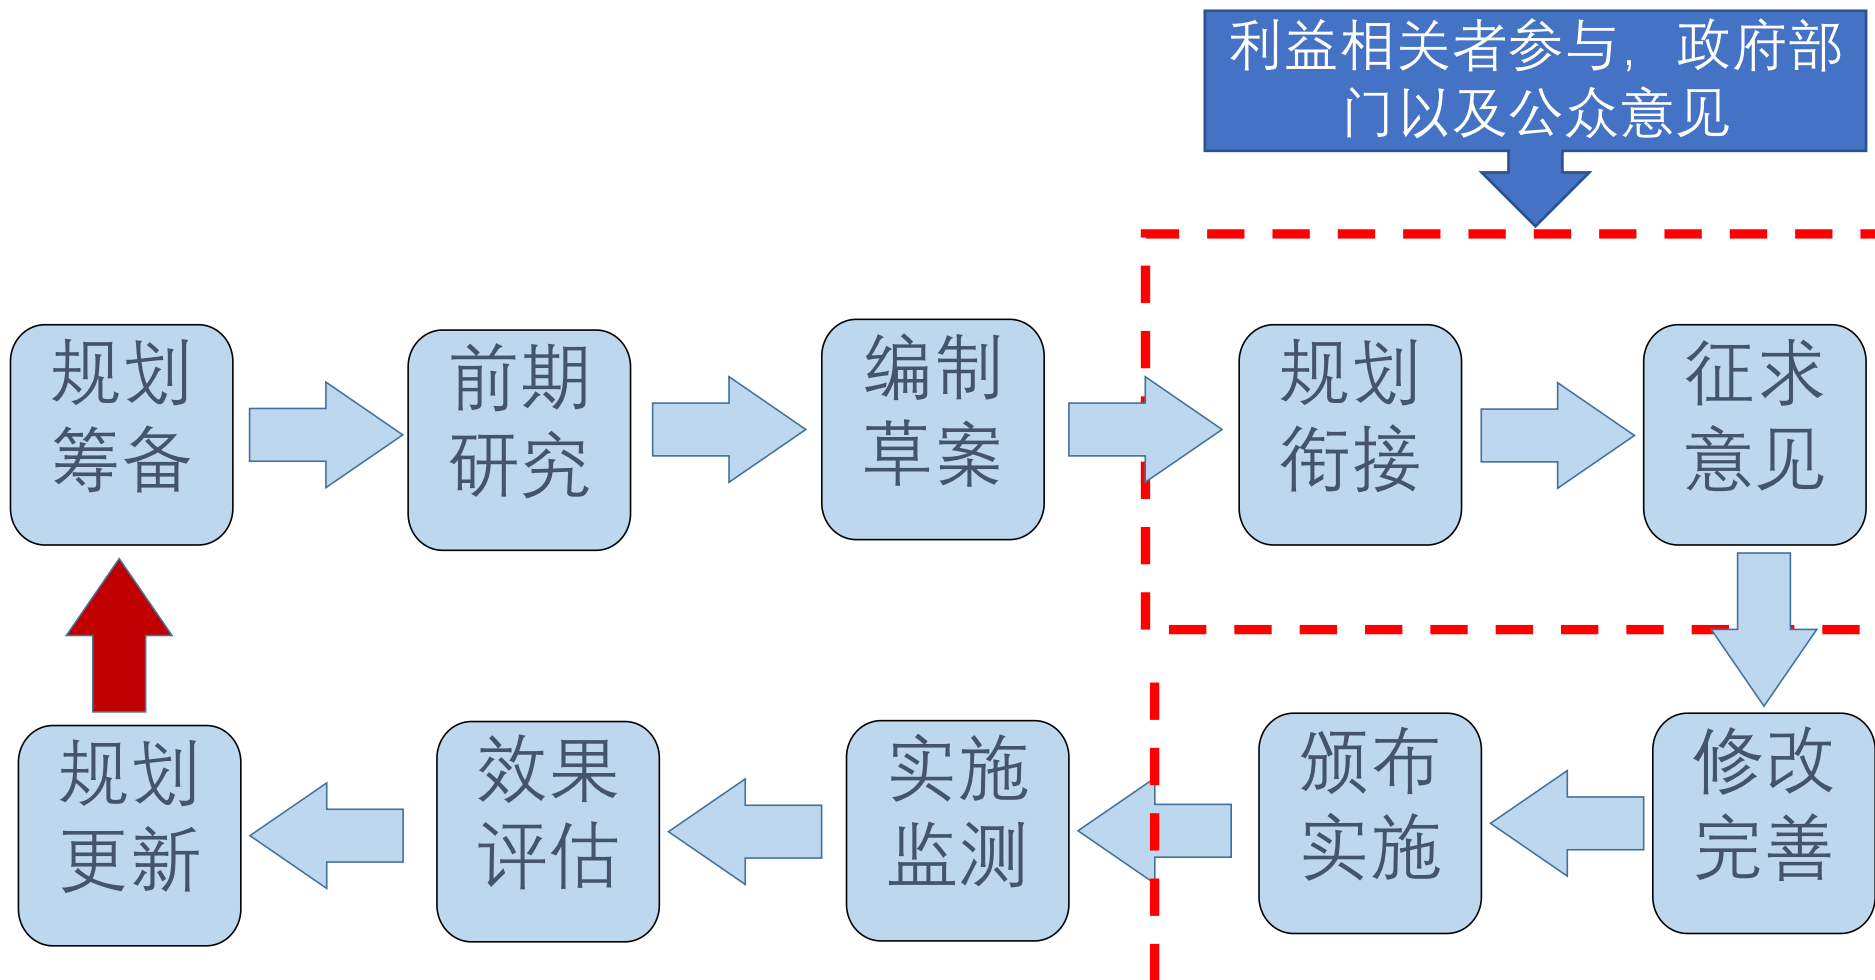 利益相关者参与，政府部
门以及公众意见
规划
筹备
前期
研究
编制
草案
规划
衔接
征求
意见
规划
更新
效果
评估
实施
监测
颁布
实施
修改
完善